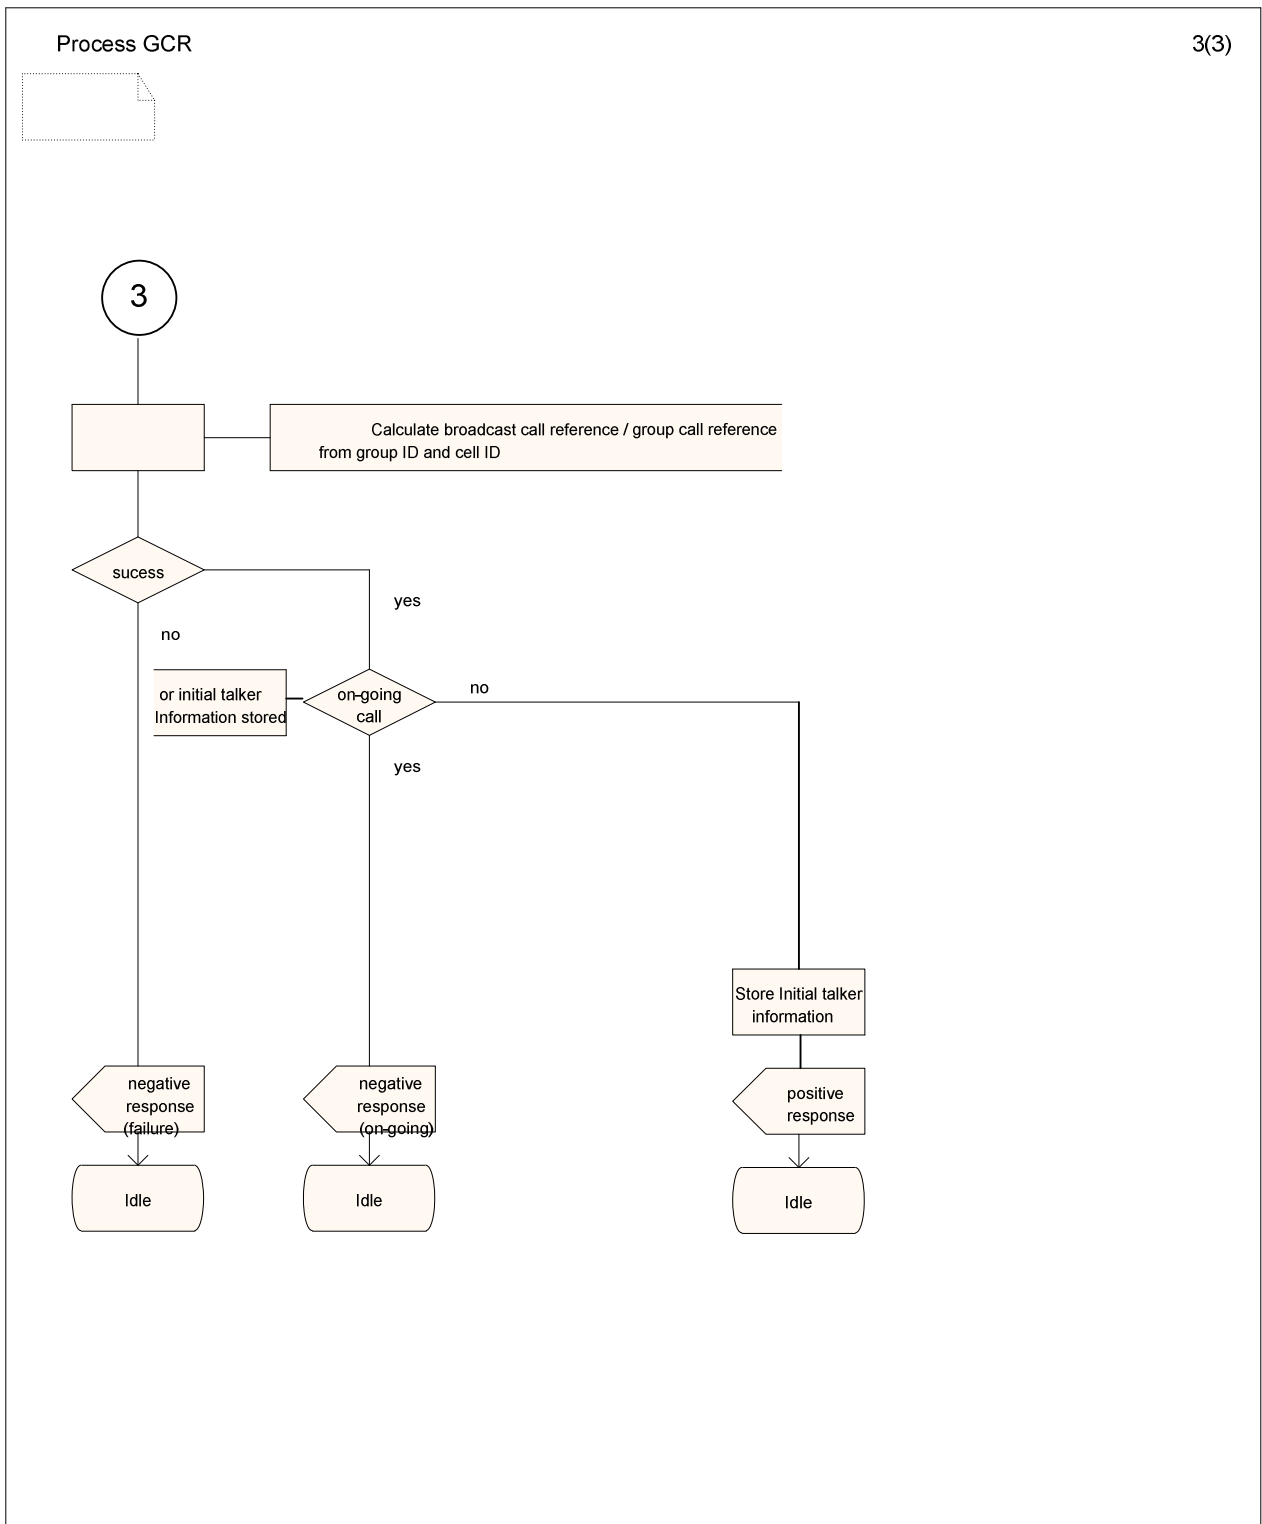 Process GCR
3(3)
3
Calculate broadcast call reference / group call reference
from group ID and cell ID
sucess
yes
no
or initial talker
Information stored
on-going
call
no
yes
Store Initial talker
information
negative
response
(failure)
negative
response
(on-going)
positive
response
Idle
Idle
Idle